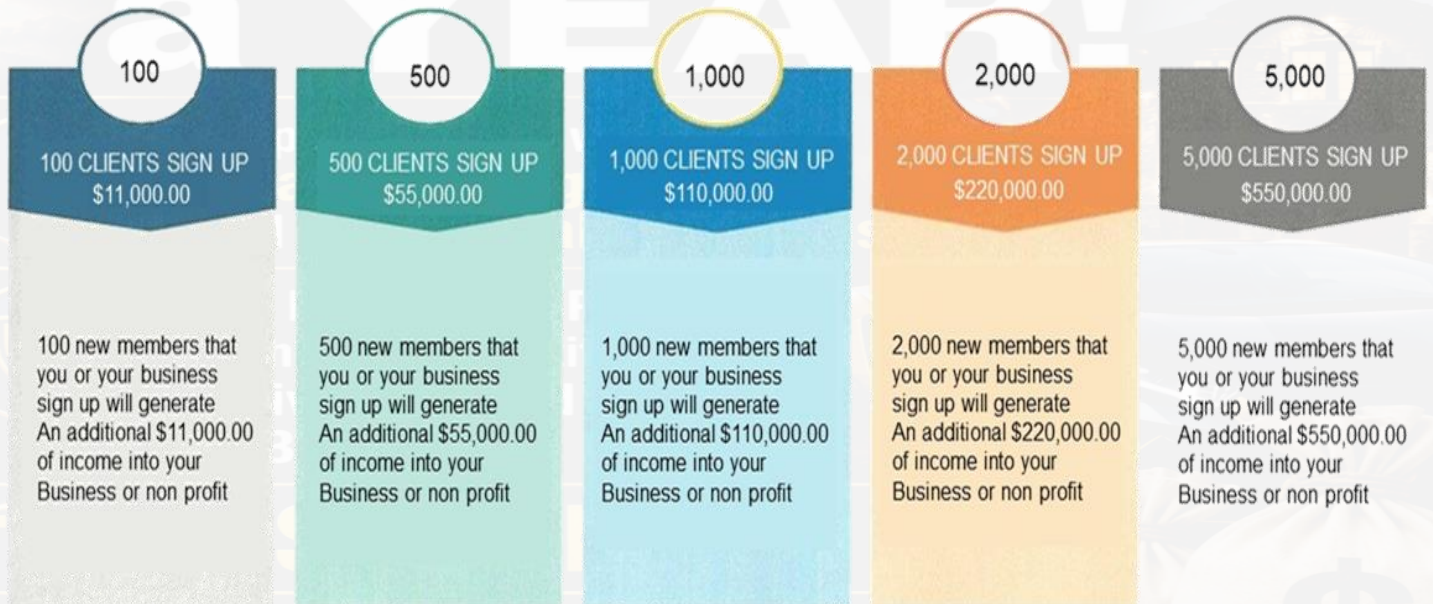 a YEAR!
100
100 CLIENTS SIGN UP
$11,000.00
100 new members that
you or your business
sign up will generate
An additional $11,000.00
of income into your
Business or non profit
500
500 CLIENTS SIGN UP
$55,000.00
500 new members that
you or your business
sign up will generate
An additional $55,000.00
of income into your
Business or non profit
1,000
1,000 CLIENTS SIGN UP
$110,000.00
1,000 new members that
you or your business
sign up will generate
An additional $110,000.00
of income into your
Business or non profit
2,000
2,000 CLIENTS SIGN UP
$220,000.00
2,000 new members that
you or your business
sign up will generate
An additional $220,000.00
of income into your
Business or non profit
5,000
5,000 CLIENTS SIGN UP
$550,000.00
5,000 new members that
you or your business
sign up will generate
An additional $550,000.00
of income into your
Business or non profit